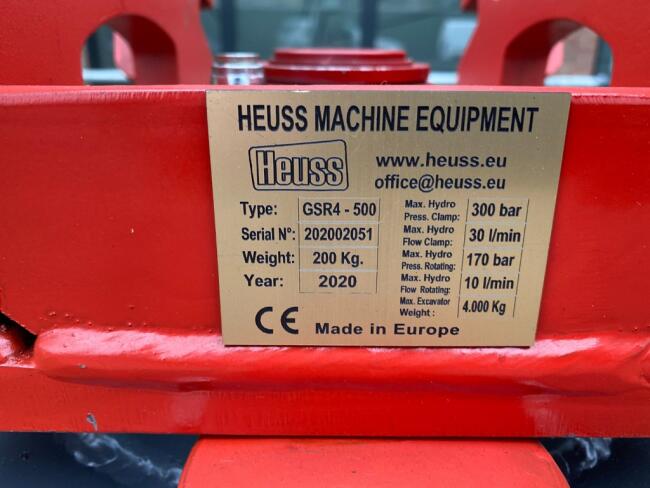 HEUSS MACHINE EQUIPMENT
Heuss
www.heuss.eu
office@heuss.eu
Type: GSR4 - 500
Serial Nº: 202002051
Weight: 200 Kg.
Year: 2020
Max. Hydro
Press. Clamp: 300 bar
Max. Hydro
Flow Clamp: 30 l/min
Max. Hydro
Press. Rotating: 170 bar
Max. Hydro
Flow Rotating: 10 l/min
Max. Excavator
Weight : 4.000 Kg
CE Made in Europe